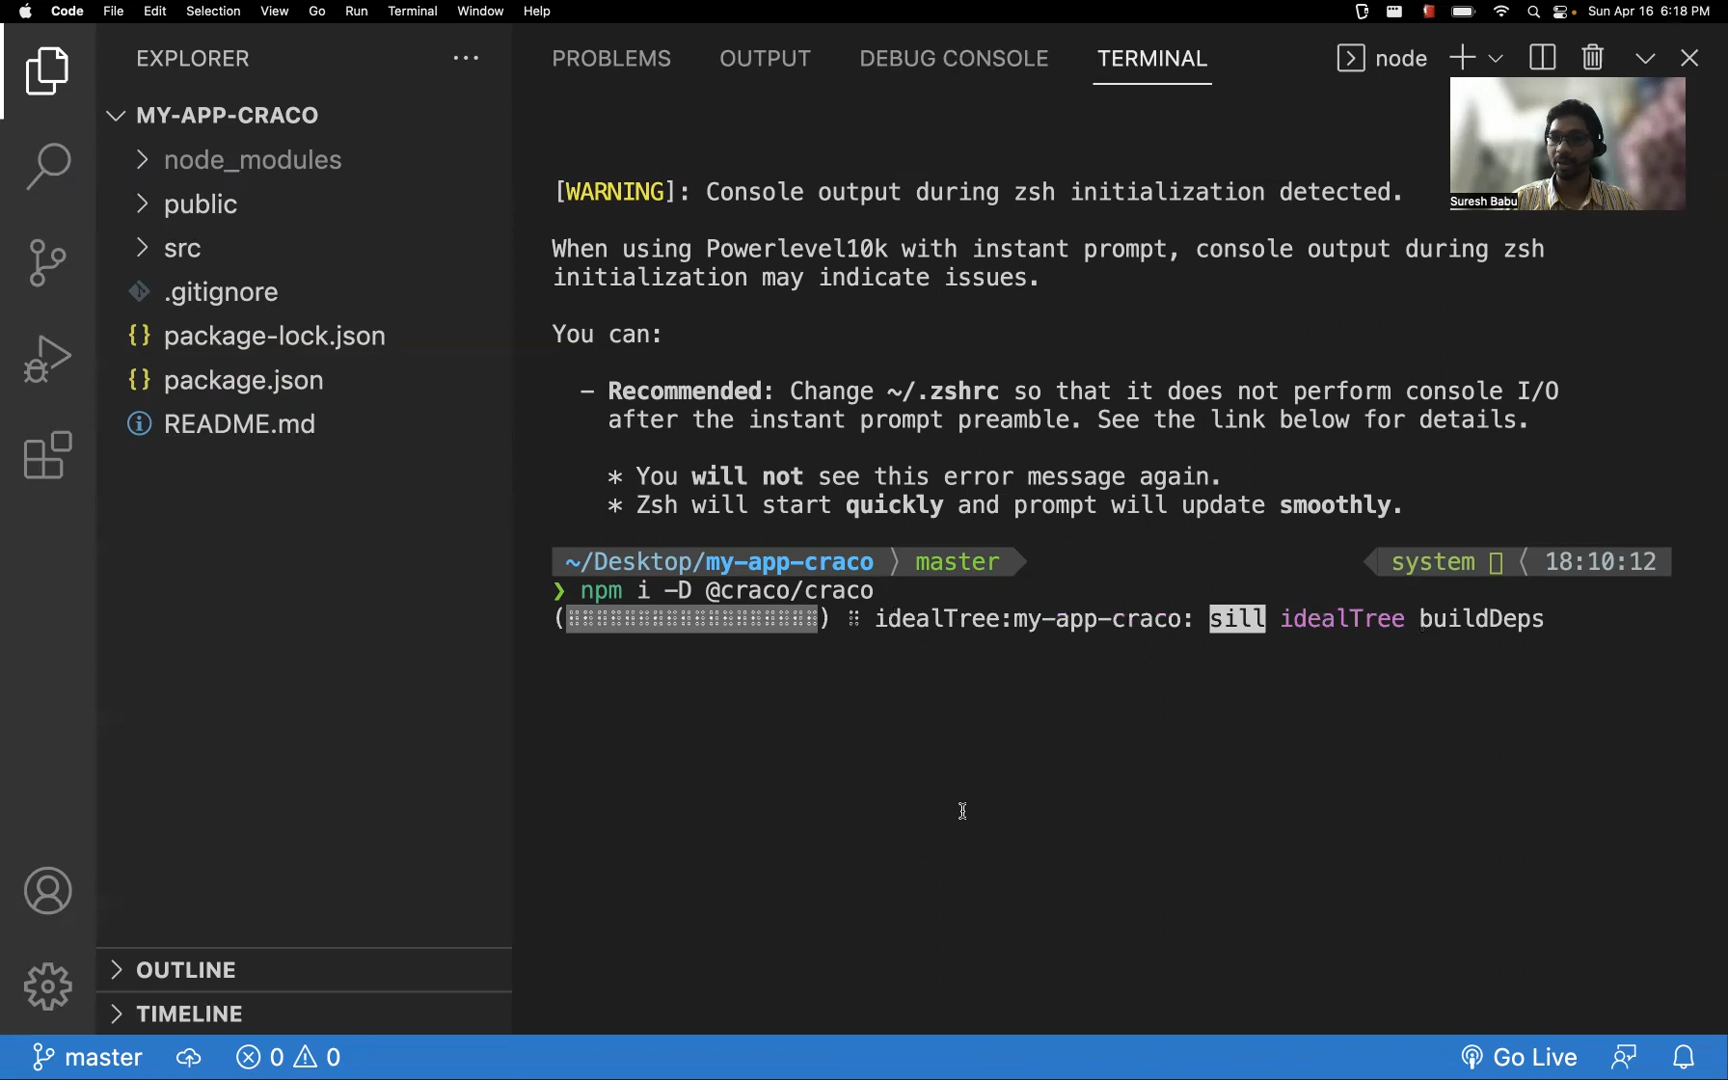 Code File Edit Selection View Go Run Terminal Window Help Sun Apr 16 6:18 PM
EXPLORER
PROBLEMS OUTPUT DEBUG CONSOLE TERMINAL node
MY-APP-CRACO
node_modules
public
src
.gitignore
package-lock.json
package.json
README.md
OUTLINE
TIMELINE
Suresh Babu
[WARNING]: Console output during zsh initialization detected.
When using Powerlevel10k with instant prompt, console output during zsh
initialization may indicate issues.
You can:
– Recommended: Change ~/.zshrc so that it does not perform console I/O
after the instant prompt preamble. See the link below for details.
* You will not see this error message again.
* Zsh will start quickly and prompt will update smoothly.
~/Desktop/my-app-craco master system 18:10:12
❯ npm i -D @craco/craco
() ⠏ idealTree:my-app-craco: sill idealTree buildDeps
master 0 0 Go Live